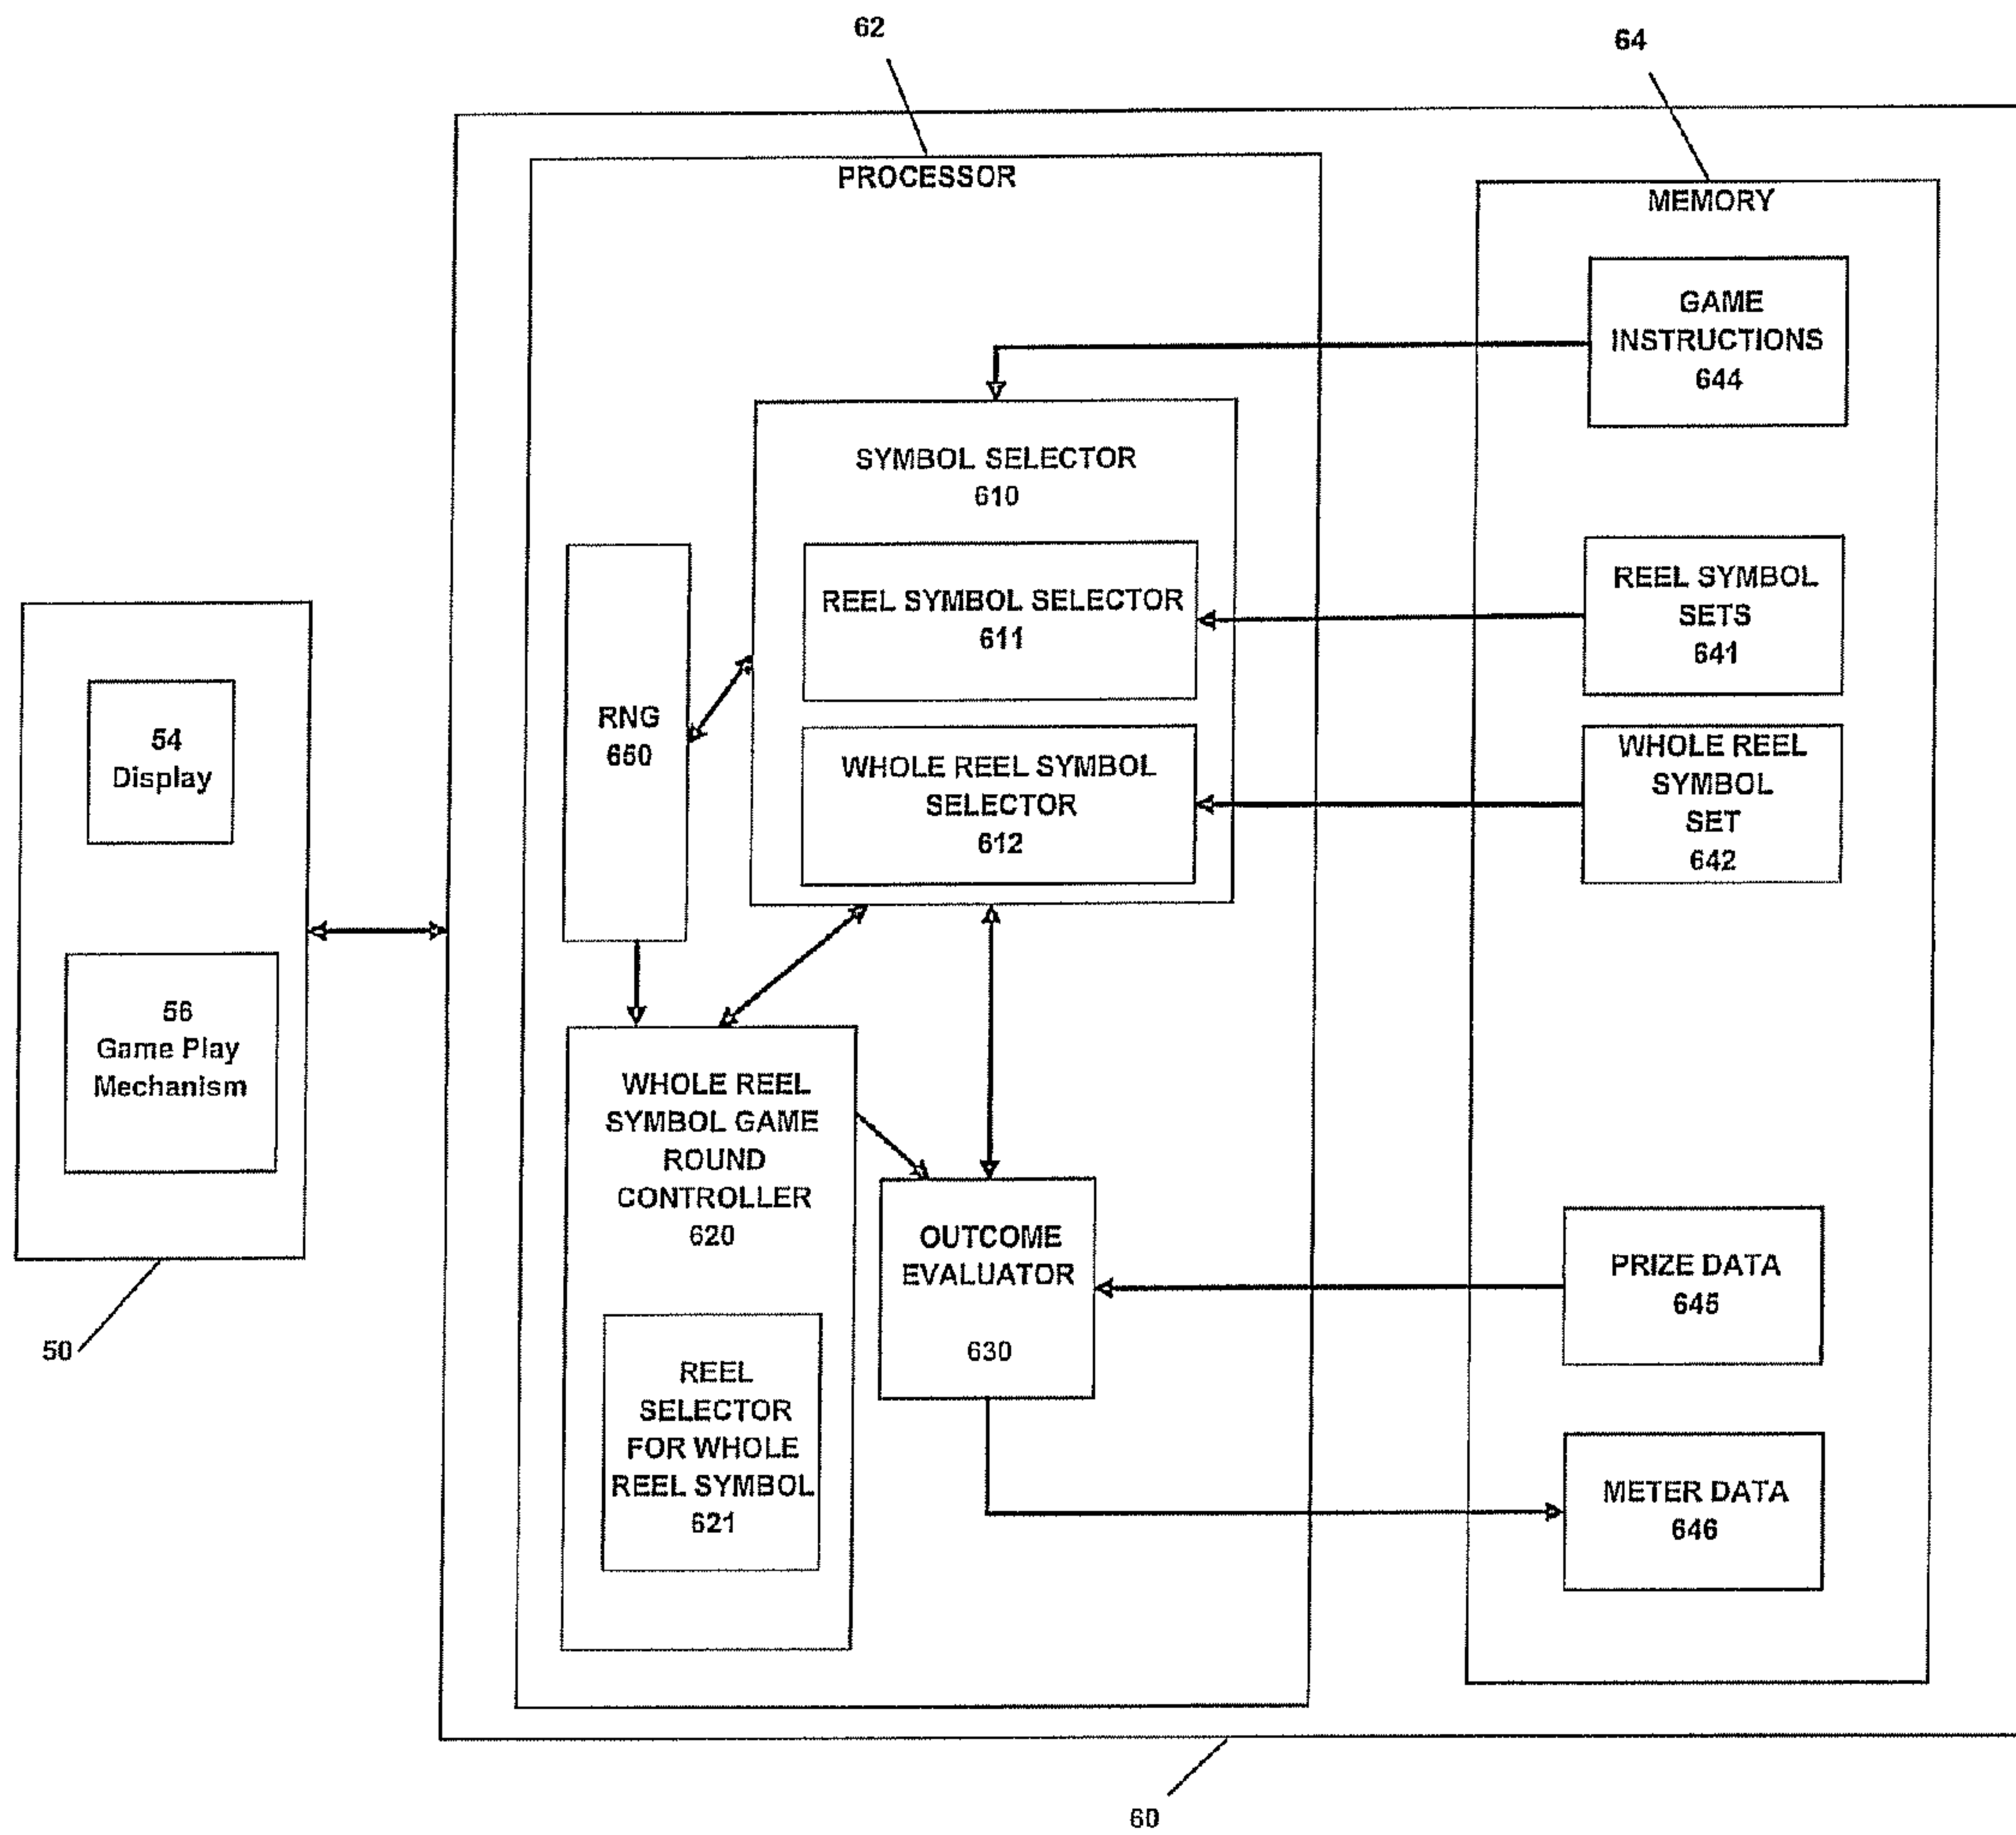 62
64
PROCESSOR
MEMORY
GAME
INSTRUCTIONS
644
SYMBOL SELECTOR
610
REEL SYMBOL SELECTOR
611
REEL SYMBOL
SETS
641
RNG
650
WHOLE REEL SYMBOL
SELECTOR
612
WHOLE REEL
SYMBOL
SET
642
54
Display
56
Game Play
Mechanism
50
WHOLE REEL
SYMBOL GAME
ROUND
CONTROLLER
620
REEL
SELECTOR
FOR WHOLE
REEL SYMBOL
621
OUTCOME
EVALUATOR
630
PRIZE DATA
645
METER DATA
646
60